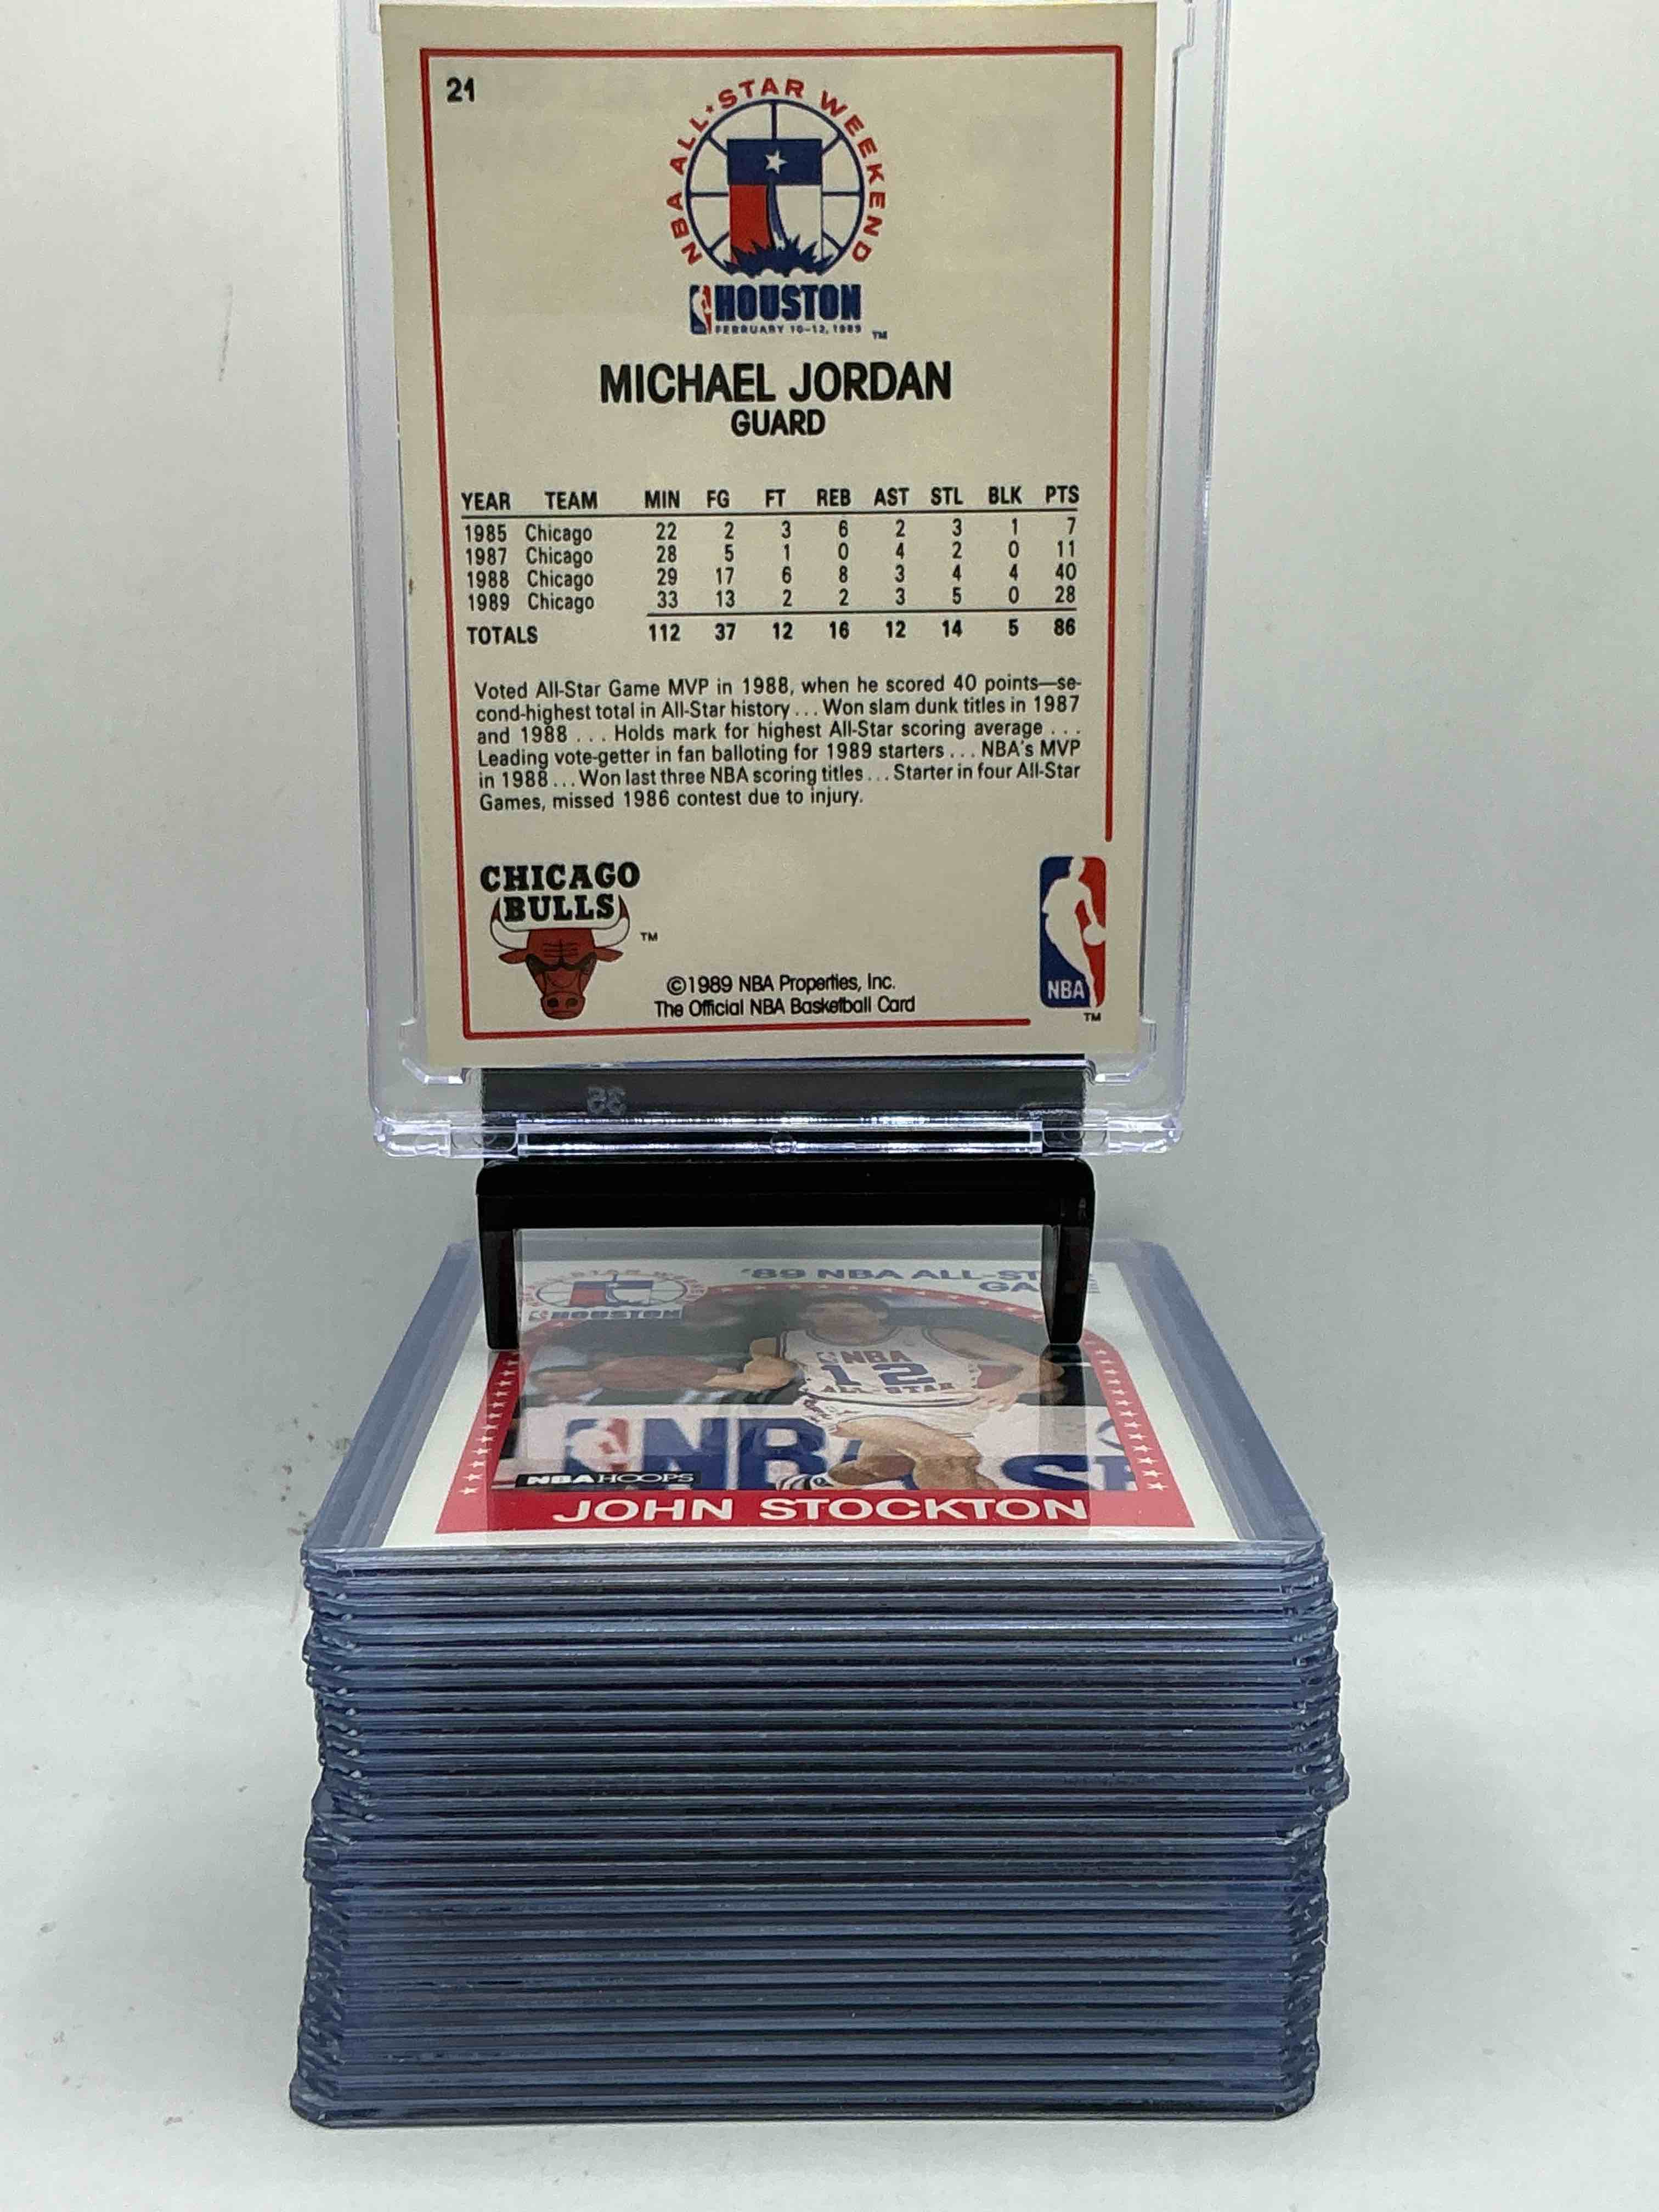 21
NBA ALL★STAR WEEKEND
HOUSTON
FEBRUARY 10-12, 1989 ™
MICHAEL JORDAN
GUARD
YEAR TEAM MIN FG FT REB AST STL BLK PTS
1985 Chicago 22 2 3 6 2 3 1 7
1987 Chicago 28 5 1 0 4 2 0 11
1988 Chicago 29 17 6 8 3 4 4 40
1989 Chicago 33 13 2 2 3 5 0 28
TOTALS 112 37 12 16 12 14 5 86
Voted All-Star Game MVP in 1988, when he scored 40 points—se-
cond-highest total in All-Star history . . . Won slam dunk titles in 1987
and 1988 . . . Holds mark for highest All-Star scoring average . . .
Leading vote-getter in fan balloting for 1989 starters . . . NBA's MVP
in 1988 . . . Won last three NBA scoring titles . . . Starter in four All-Star
Games, missed 1986 contest due to injury.
CHICAGO
BULLS
™
©1989 NBA Properties, Inc.
The Official NBA Basketball Card
NBA
™
35
'89 NBA ALL-ST
GA E
HOUSTON
NBA
12
ALL-STAR
NBA
NBA HOOPS
JOHN STOCKTON